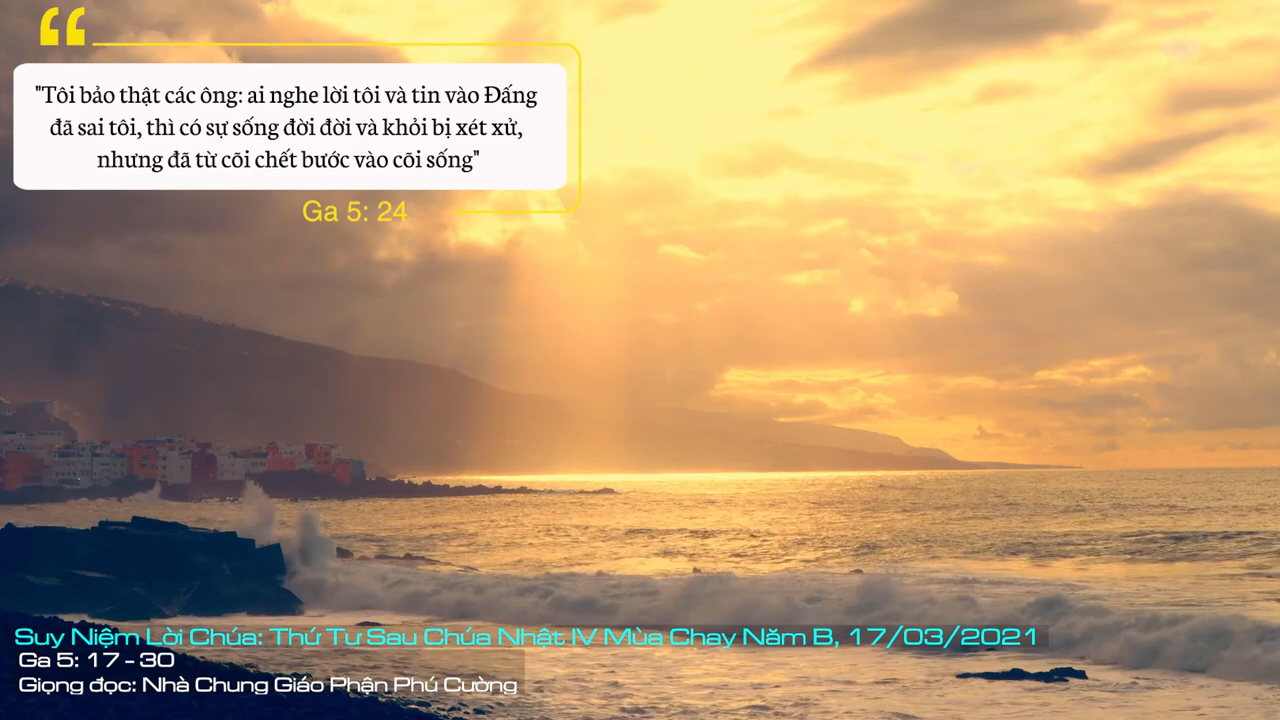 "Tôi bảo thật các ông: ai nghe lời tôi và tin vào Đấng
đã sai tôi, thì có sự sống đời đời và khỏi bị xét xử,
nhưng đã từ cõi chết bước vào cõi sống"
Ga 5: 24
Suy Niệm Lời Chúa: Thứ Tư Sau Chúa Nhật IV Mùa Chay Năm B, 17/03/2021
Ga 5: 17 - 30
Giọng đọc: Nhà Chung Giáo Phận Phú Cường